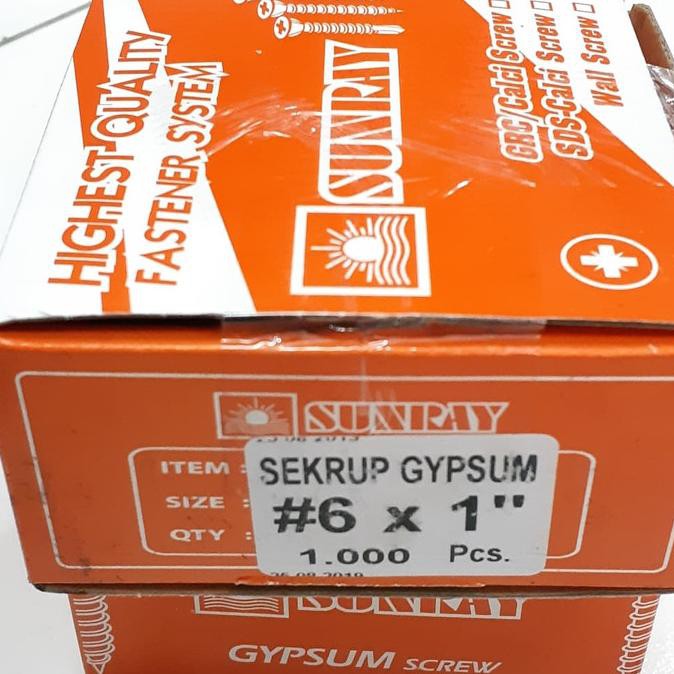 HIGHEST QUALITY
FASTENER SYSTEM
SUNRAY
GRC/Calci Screw
SDS-Calci Screw
Wall Screw
SUNRAY
ITEM :
SIZE :
QTY :
SEKRUP GYPSUM
#6 x 1"
1.000 Pcs.
SUNRAY
GYPSUM SCREW